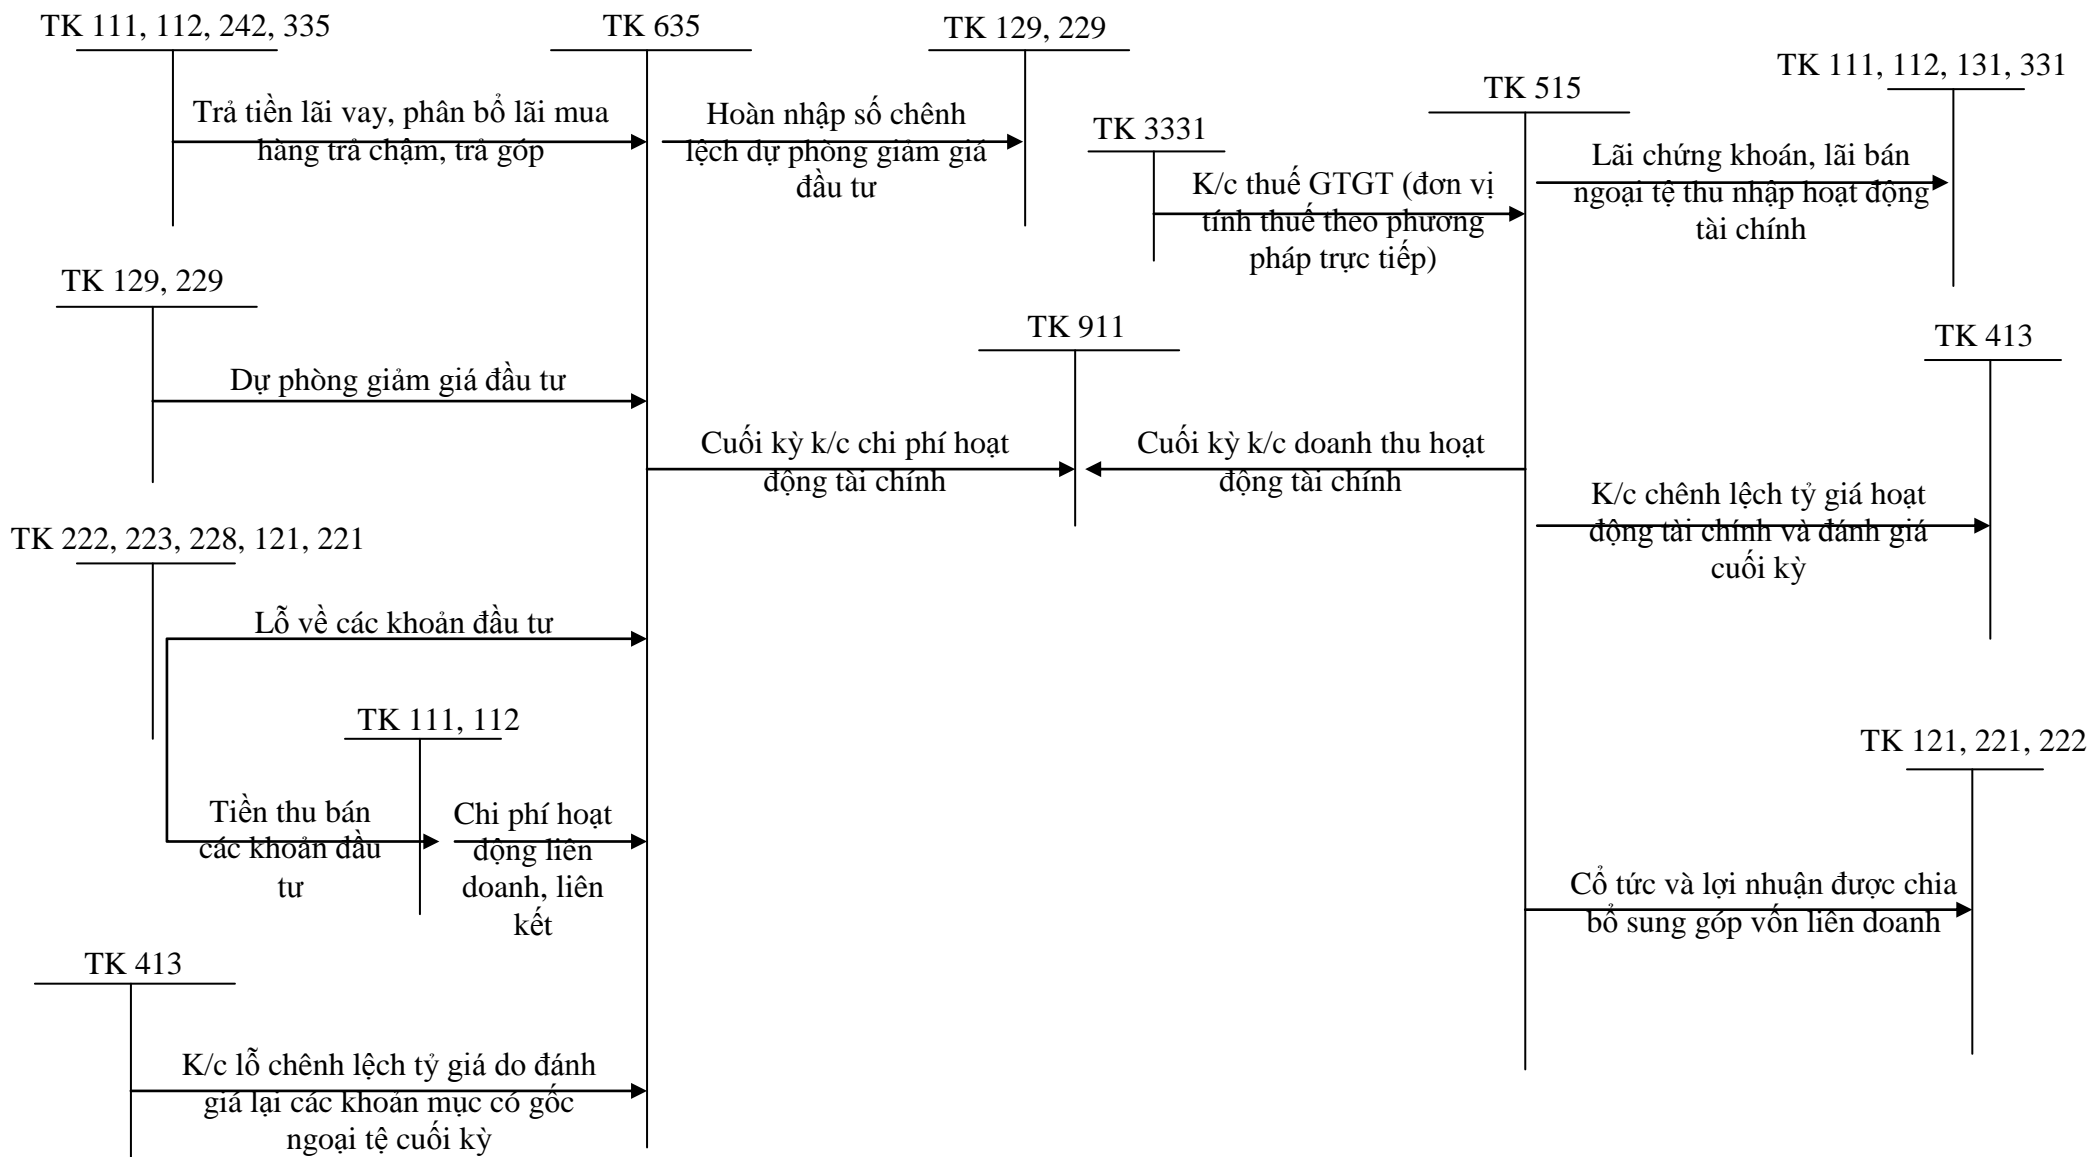 TK 111, 112, 242, 335
TK 635
TK 129, 229
TK 515
TK 111, 112, 131, 331
Trả tiền lãi vay, phân bổ lãi mua
hàng trả chậm, trả góp
Hoàn nhập số chênh
lệch dự phòng giảm giá
đầu tư
TK 3331
K/c thuế GTGT (đơn vị
tính thuế theo phương
pháp trực tiếp)
Lãi chứng khoán, lãi bán
ngoại tệ thu nhập hoạt động
tài chính
TK 129, 229
TK 911
TK 413
Dự phòng giảm giá đầu tư
Cuối kỳ k/c chi phí hoạt
động tài chính
Cuối kỳ k/c doanh thu hoạt
động tài chính
K/c chênh lệch tỷ giá hoạt
động tài chính và đánh giá
cuối kỳ
TK 222, 223, 228, 121, 221
Lỗ về các khoản đầu tư
TK 111, 112
TK 121, 221, 222
Tiền thu bán
các khoản đầu
tư
Chi phí hoạt
động liên
doanh, liên
kết
Cổ tức và lợi nhuận được chia
bổ sung góp vốn liên doanh
TK 413
K/c lỗ chênh lệch tỷ giá do đánh
giá lại các khoản mục có gốc
ngoại tệ cuối kỳ